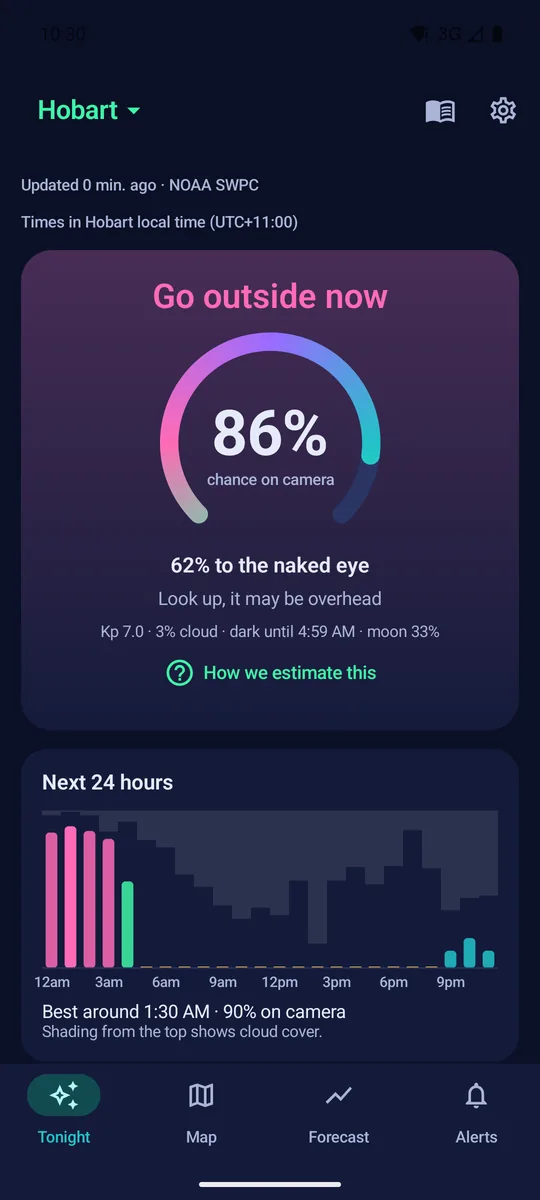 10:30
3G
Hobart
Updated 0 min. ago · NOAA SWPC
Times in Hobart local time (UTC+11:00)
Go outside now
86%
chance on camera
62% to the naked eye
Look up, it may be overhead
Kp 7.0 · 3% cloud · dark until 4:59 AM · moon 33%
How we estimate this
Next 24 hours
12am 3am 6am 9am 12pm 3pm 6pm 9pm
Best around 1:30 AM · 90% on camera
Shading from the top shows cloud cover.
Tonight Map Forecast Alerts